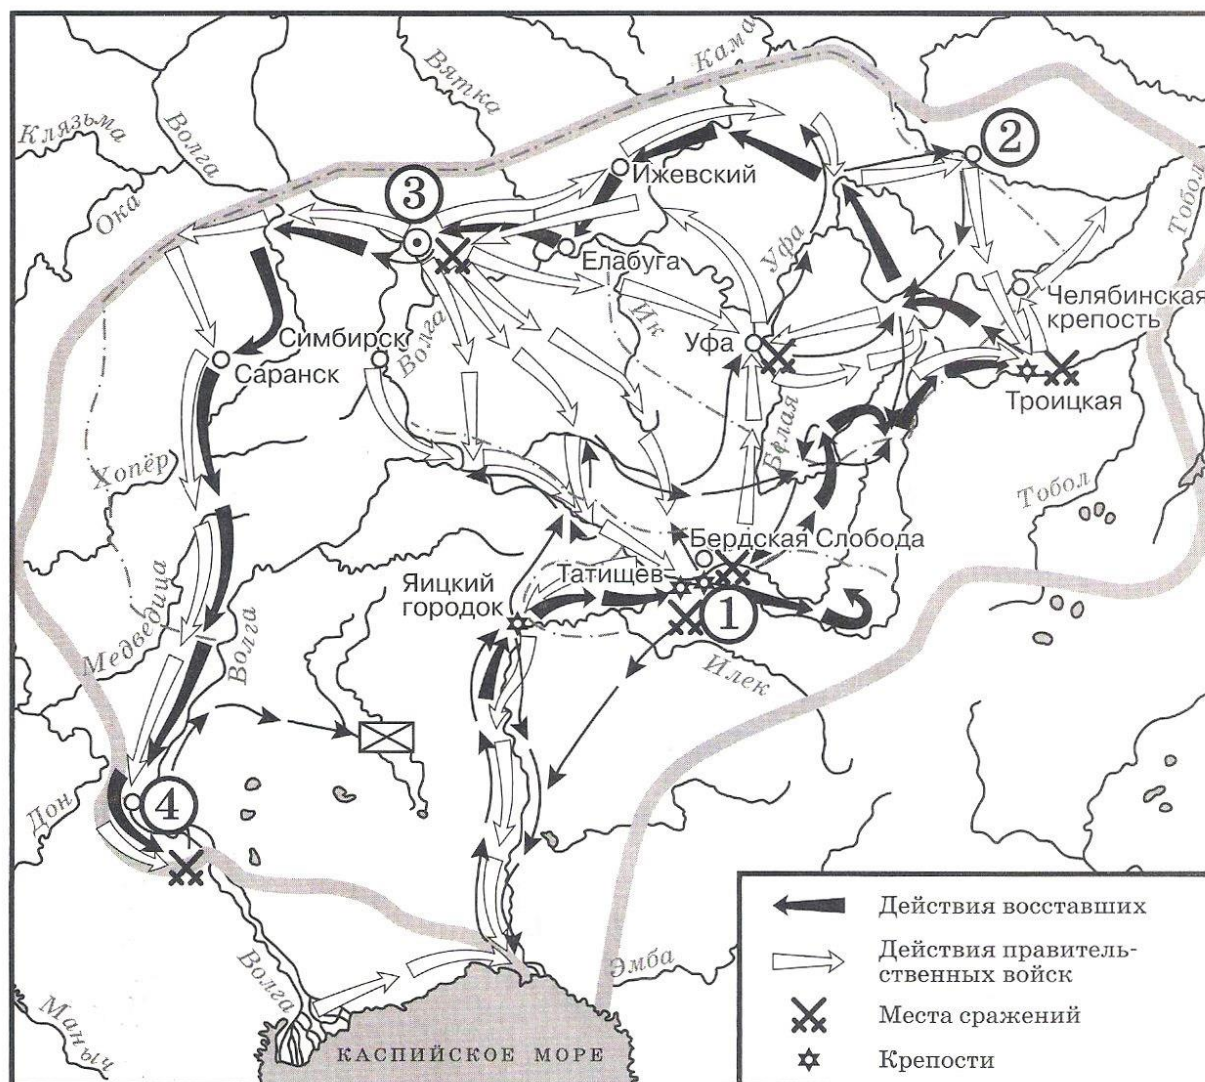 Кама
Вятка
Клязьма
Волга
2
Ижевский
3
Тобол
Ока
Уфа
Елабуга
Ик
Челябинская
крепость
Волга
Симбирск
Уфа
Саранск
Троицкая
Белая
Хопёр
Тобол
Бердская Слобода
Татищев
Яицкий
городок
1
Медведица
Волга
Илек
4
Дон
Действия восставших
Действия правитель-
ственных войск
Эмба
Волга
Места сражений
Маныч
КАСПИЙСКОЕ МОРЕ
Крепости